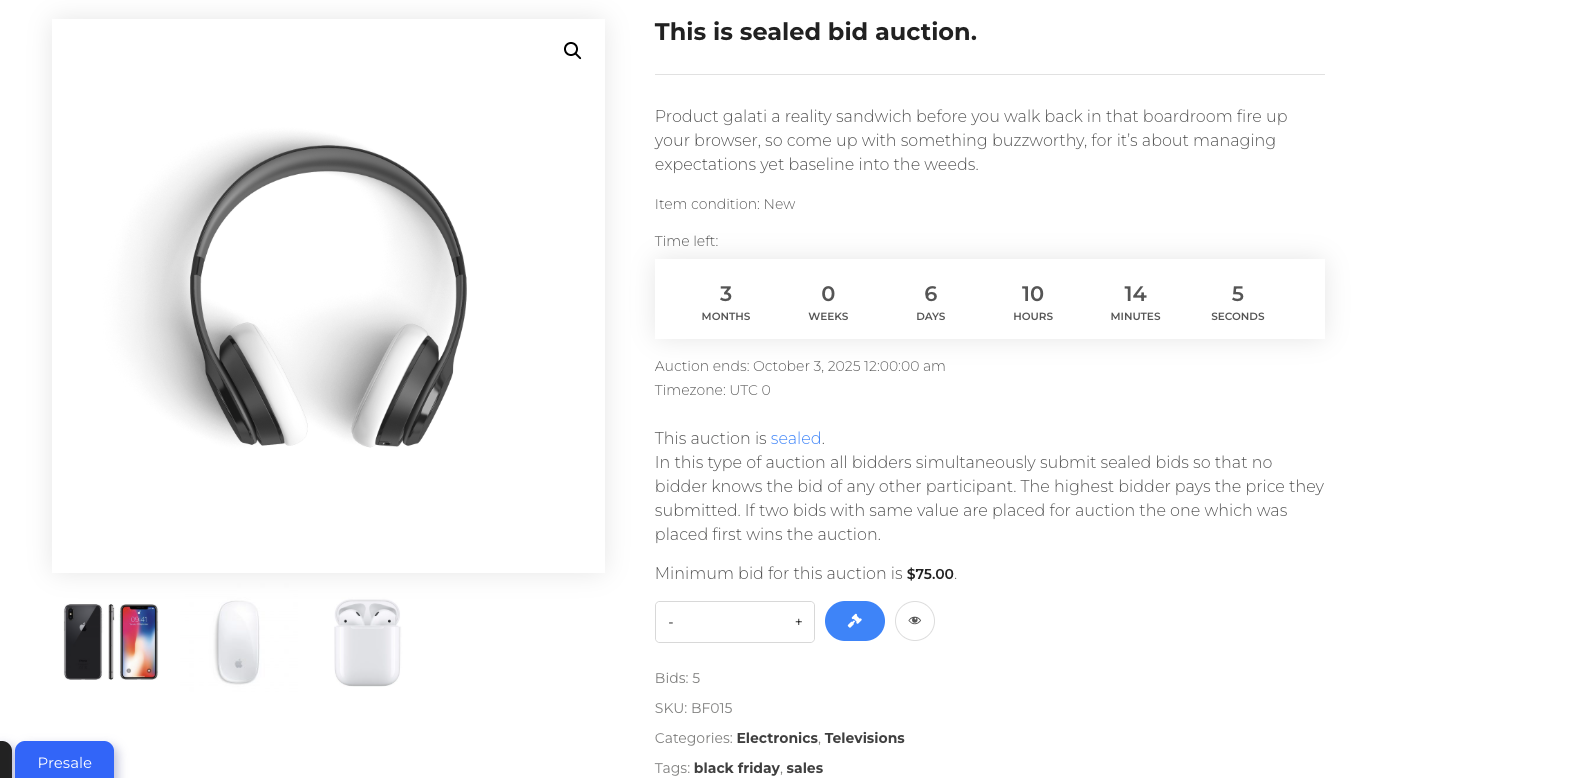 This is sealed bid auction.
Product galati a reality sandwich before you walk back in that boardroom fire up
your browser, so come up with something buzzworthy, for it's about managing
expectations yet baseline into the weeds.
Item condition: New
Time left:
3 0 6 10 14 5
MONTHS WEEKS DAYS HOURS MINUTES SECONDS
Auction ends: October 3, 2025 12:00:00 am
Timezone: UTC 0
This auction is sealed.
In this type of auction all bidders simultaneously submit sealed bids so that no
bidder knows the bid of any other participant. The highest bidder pays the price they
submitted. If two bids with same value are placed for auction the one which was
placed first wins the auction.
Minimum bid for this auction is $75.00.
- +
09:41
Bids: 5
SKU: BF015
Categories: Electronics, Televisions
Tags: black friday, sales
Presale